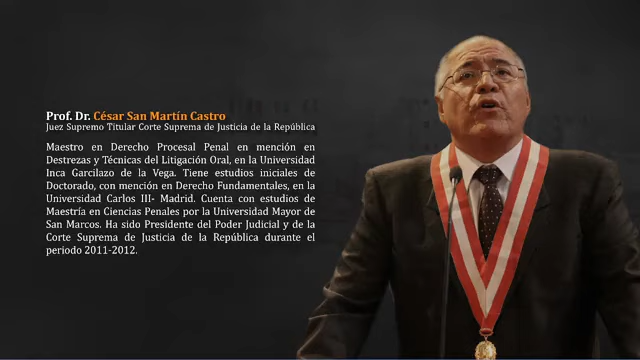 Prof. Dr. César San Martín Castro
Juez Supremo Titular Corte Suprema de Justicia de la República
Maestro en Derecho Procesal Penal en mención en
Destrezas y Técnicas del Litigación Oral, en la Universidad
Inca Garcilazo de la Vega. Tiene estudios iniciales de
Doctorado, con mención en Derecho Fundamentales, en la
Universidad Carlos III- Madrid. Cuenta con estudios de
Maestría en Ciencias Penales por la Universidad Mayor de
San Marcos. Ha sido Presidente del Poder Judicial y de la
Corte Suprema de Justicia de la República durante el
periodo 2011-2012.